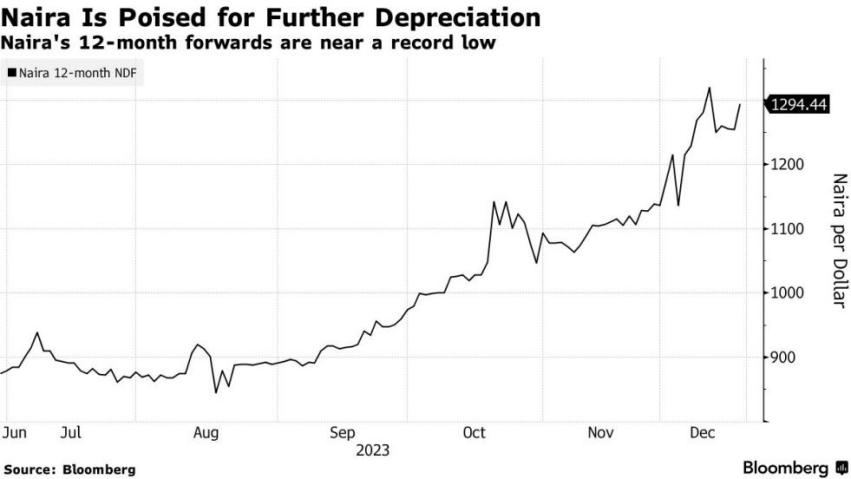 Naira Is Poised for Further Depreciation
Naira's 12-month forwards are near a record low
Naira 12-month NDF
1294.44
1200
1100
1000
900
Naira per Dollar
Jun Jul Aug Sep Oct Nov Dec
2023
Source: Bloomberg
Bloomberg